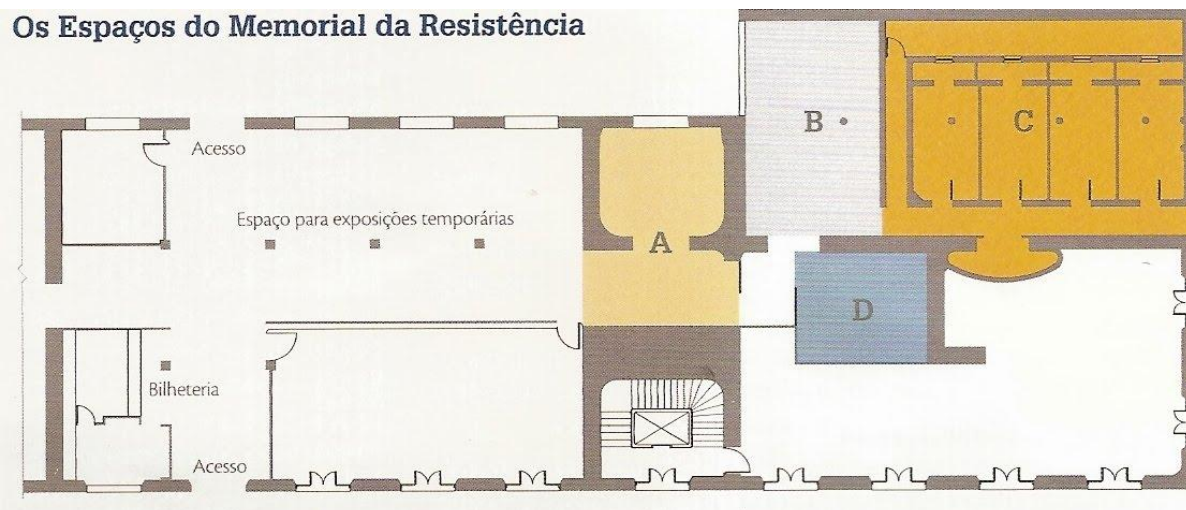 Os Espaços do Memorial da Resistência
Acesso
Espaço para exposições temporárias
A
B
C
D
Bilheteria
Acesso